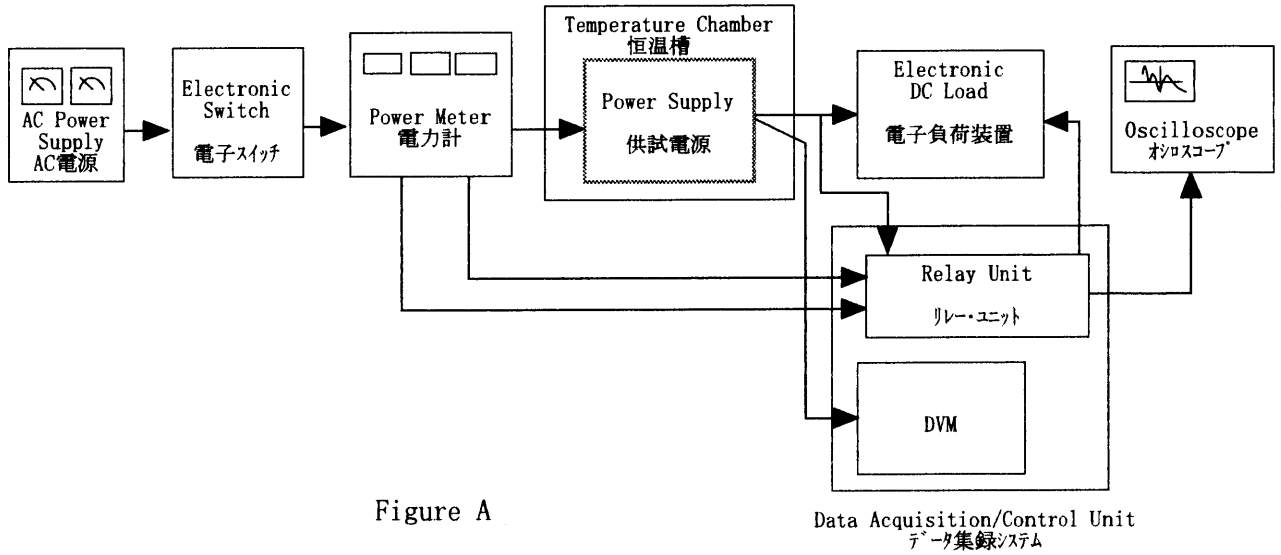 AC Power
Supply
AC電源
Electronic
Switch
電子スイッチ
Power Meter
電力計
Temperature Chamber
恒温槽
Power Supply
供試電源
Electronic
DC Load
電子負荷装置
Oscilloscope
オシロスコープ
Relay Unit
リレー・ユニット
DVM
Data Acquisition/Control Unit
データ集録システム
Figure A